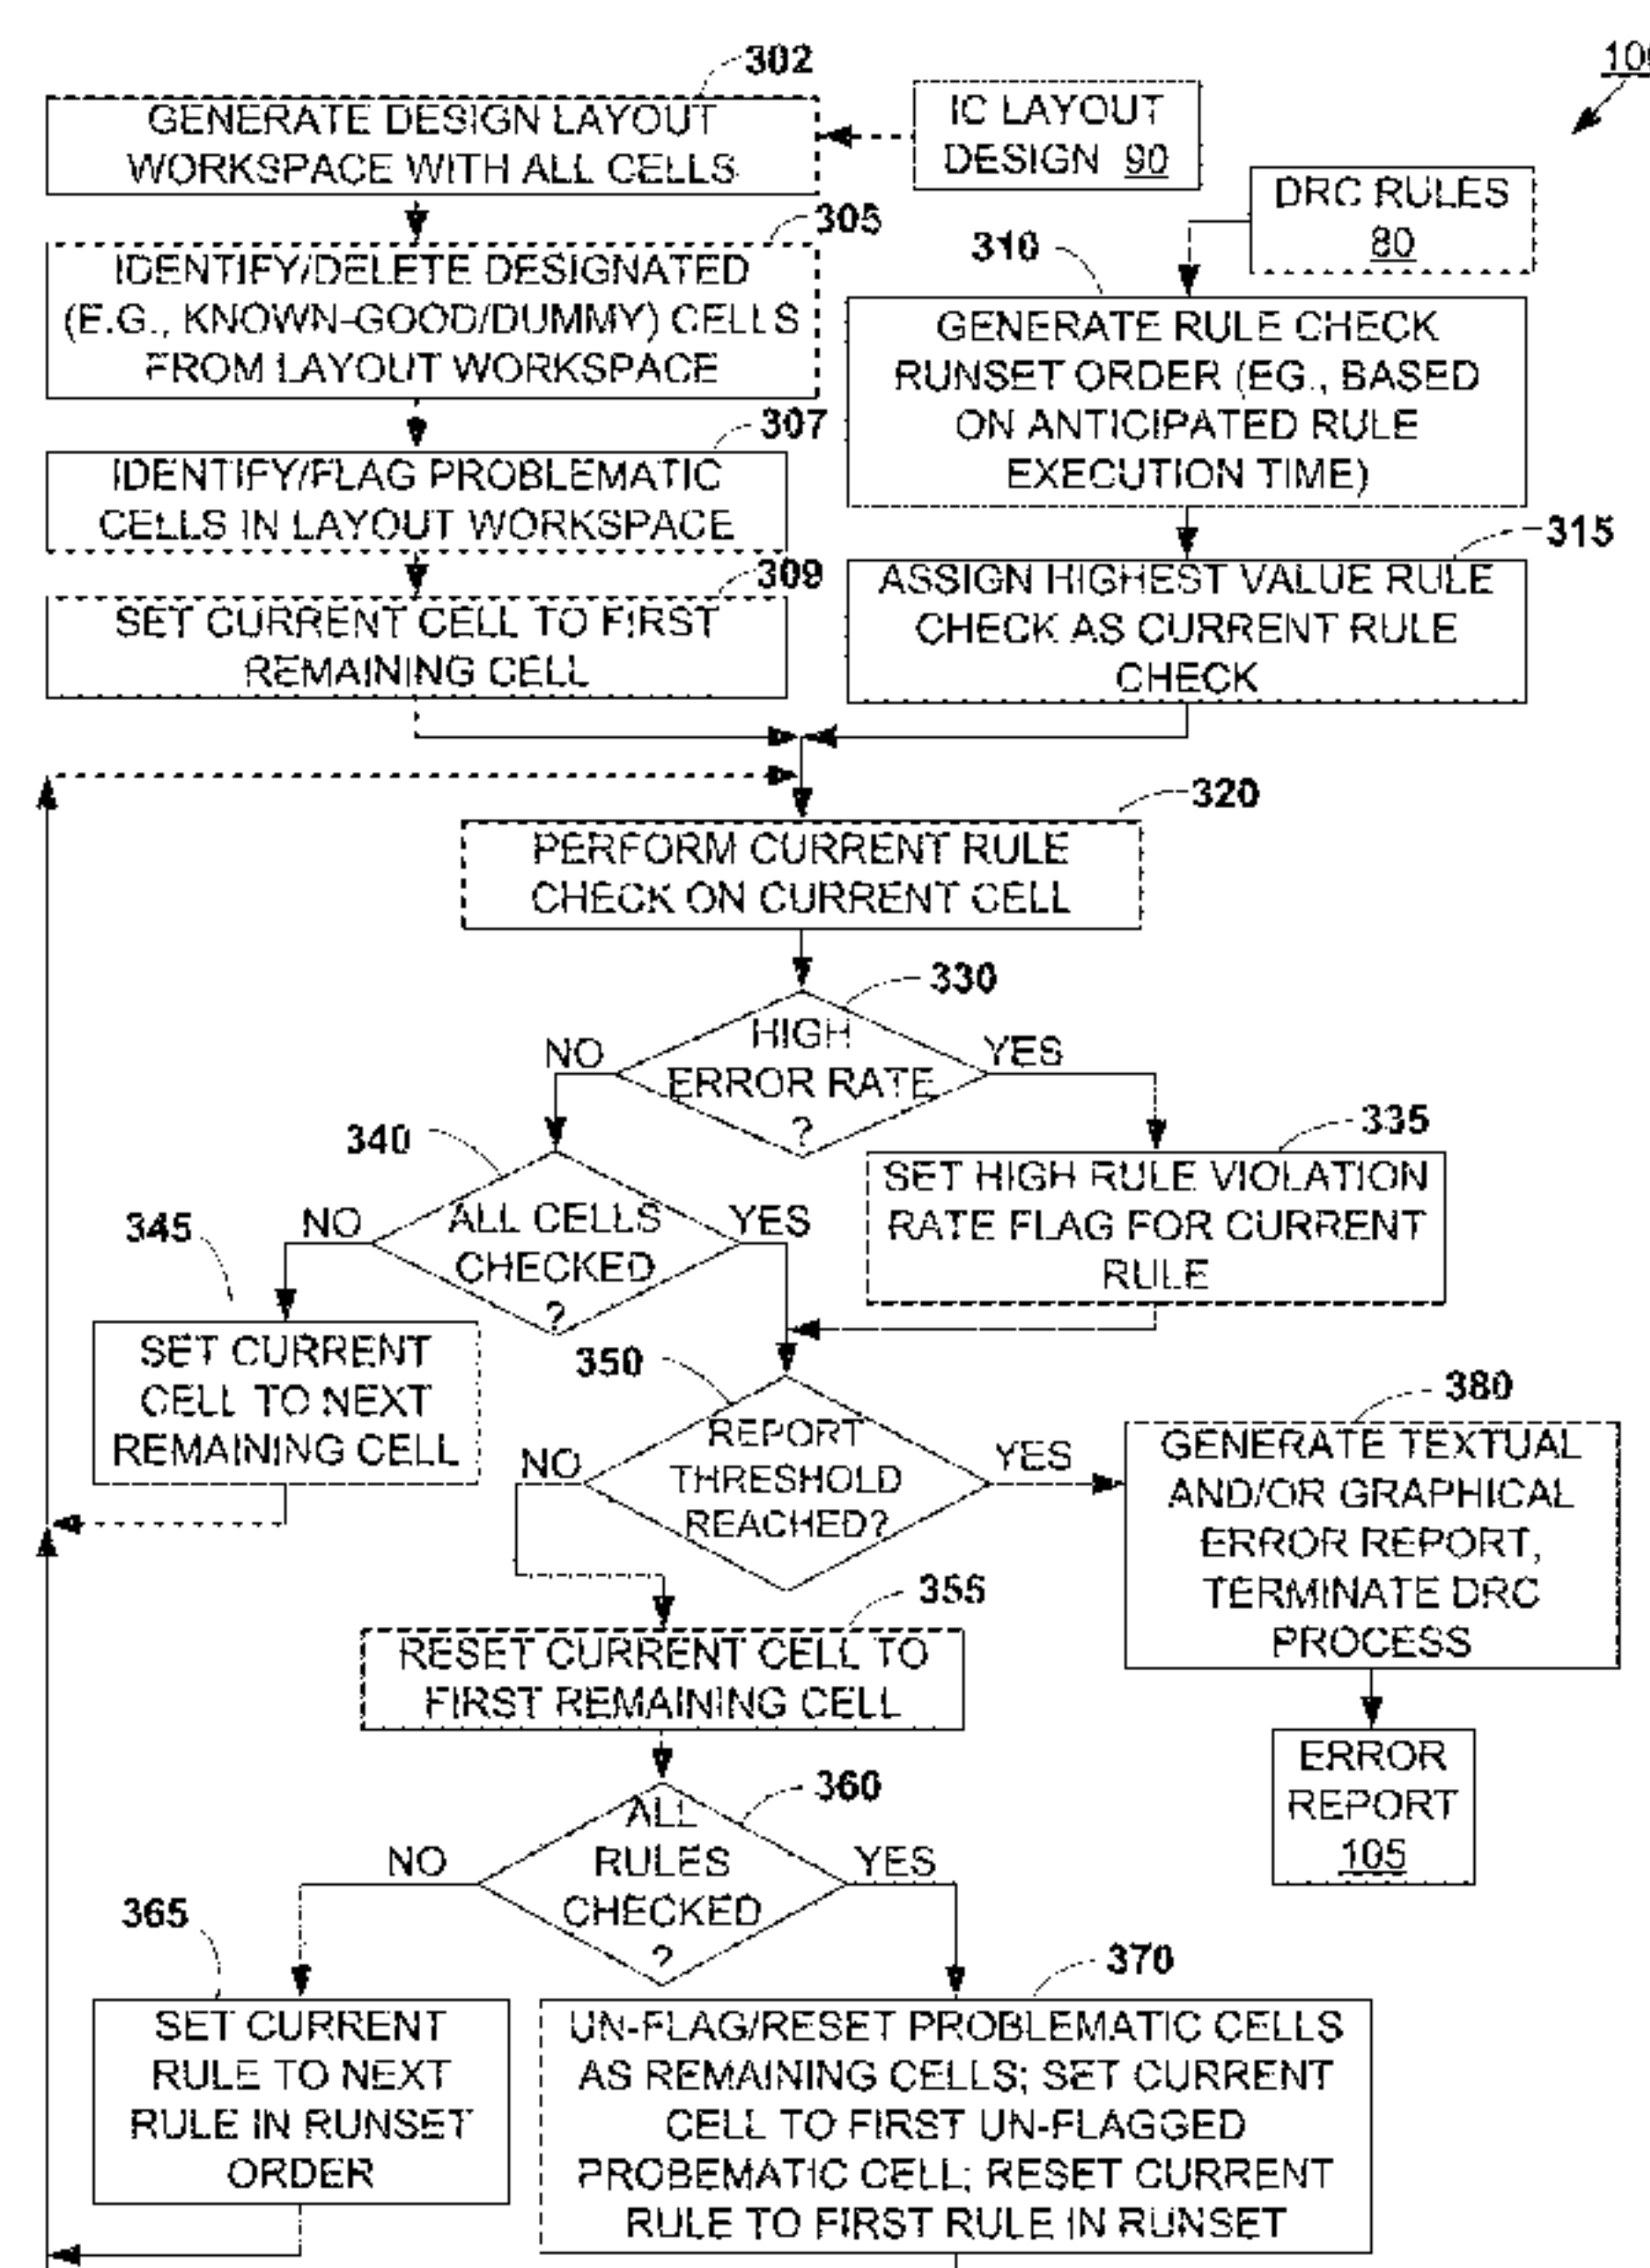 302
GENERATE DESIGN LAYOUT
WORKSPACE WITH ALL CELLS
IC LAYOUT
DESIGN 90
DRC RULES
80
305
IDENTIFY/DELETE DESIGNATED
(E.G., KNOWN-GOOD/DUMMY) CELLS
FROM LAYOUT WORKSPACE
310
GENERATE RULE CHECK
RUNSET ORDER (EG., BASED
ON ANTICIPATED RULE
EXECUTION TIME)
307
IDENTIFY/FLAG PROBLEMATIC
CELLS IN LAYOUT WORKSPACE
315
ASSIGN HIGHEST VALUE RULE
CHECK AS CURRENT RULE
CHECK
309
SET CURRENT CELL TO FIRST
REMAINING CELL
320
PERFORM CURRENT RULE
CHECK ON CURRENT CELL
330
HIGH
ERROR RATE
?
NO
YES
335
SET HIGH RULE VIOLATION
RATE FLAG FOR CURRENT
RULE
340
ALL CELLS
CHECKED
?
NO
YES
345
SET CURRENT
CELL TO NEXT
REMAINING CELL
350
REPORT
THRESHOLD
REACHED?
NO
YES
380
GENERATE TEXTUAL
AND/OR GRAPHICAL
ERROR REPORT,
TERMINATE DRC
PROCESS
ERROR
REPORT
105
355
RESET CURRENT CELL TO
FIRST REMAINING CELL
360
ALL
RULES
CHECKED
?
NO
YES
365
SET CURRENT
RULE TO NEXT
RULE IN RUNSET
ORDER
370
UN-FLAG/RESET PROBLEMATIC CELLS
AS REMAINING CELLS; SET CURRENT
CELL TO FIRST UN-FLAGGED
PROBEMATIC CELL; RESET CURRENT
RULE TO FIRST RULE IN RUNSET